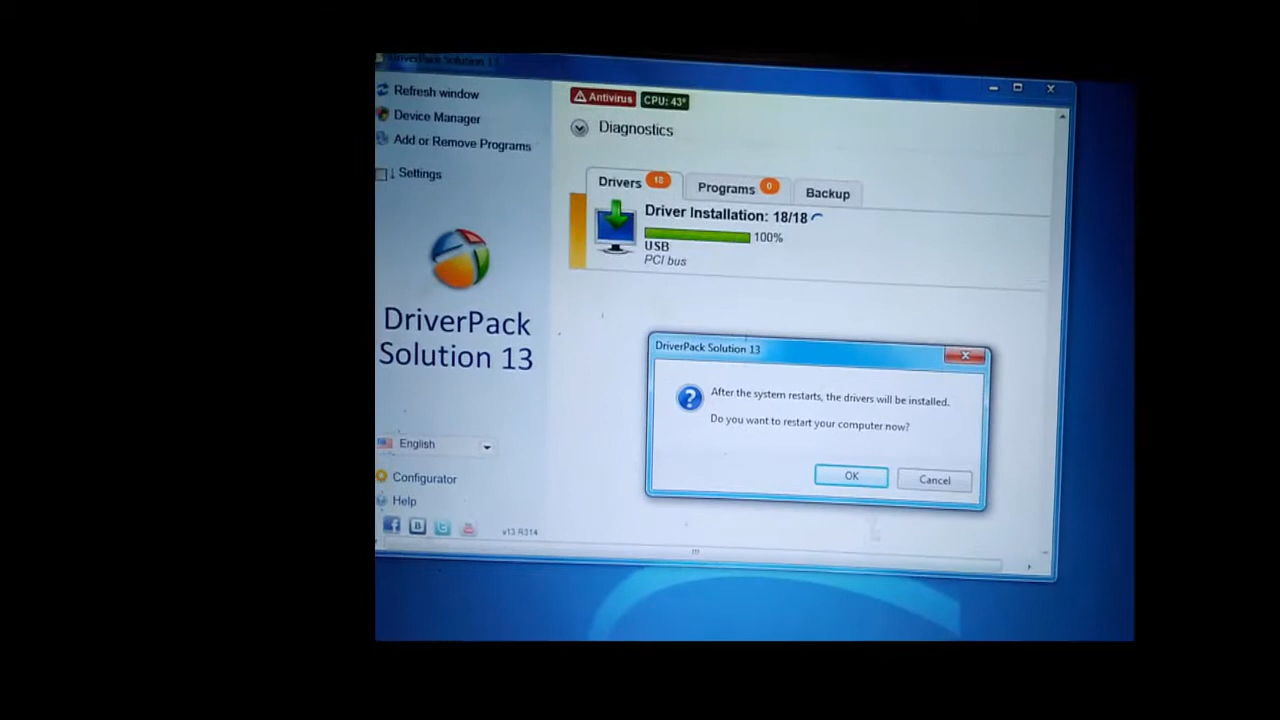 DriverPack Solution 13
Refresh window
Device Manager
Add or Remove Programs
Settings
DriverPack
Solution 13
English
Configurator
Help
v13 R314
Antivirus
CPU: 43°
Diagnostics
Drivers 18
Programs 0
Backup
Driver Installation: 18/18
100%
USB
PCI bus
DriverPack Solution 13
After the system restarts, the drivers will be installed.
Do you want to restart your computer now?
OK
Cancel